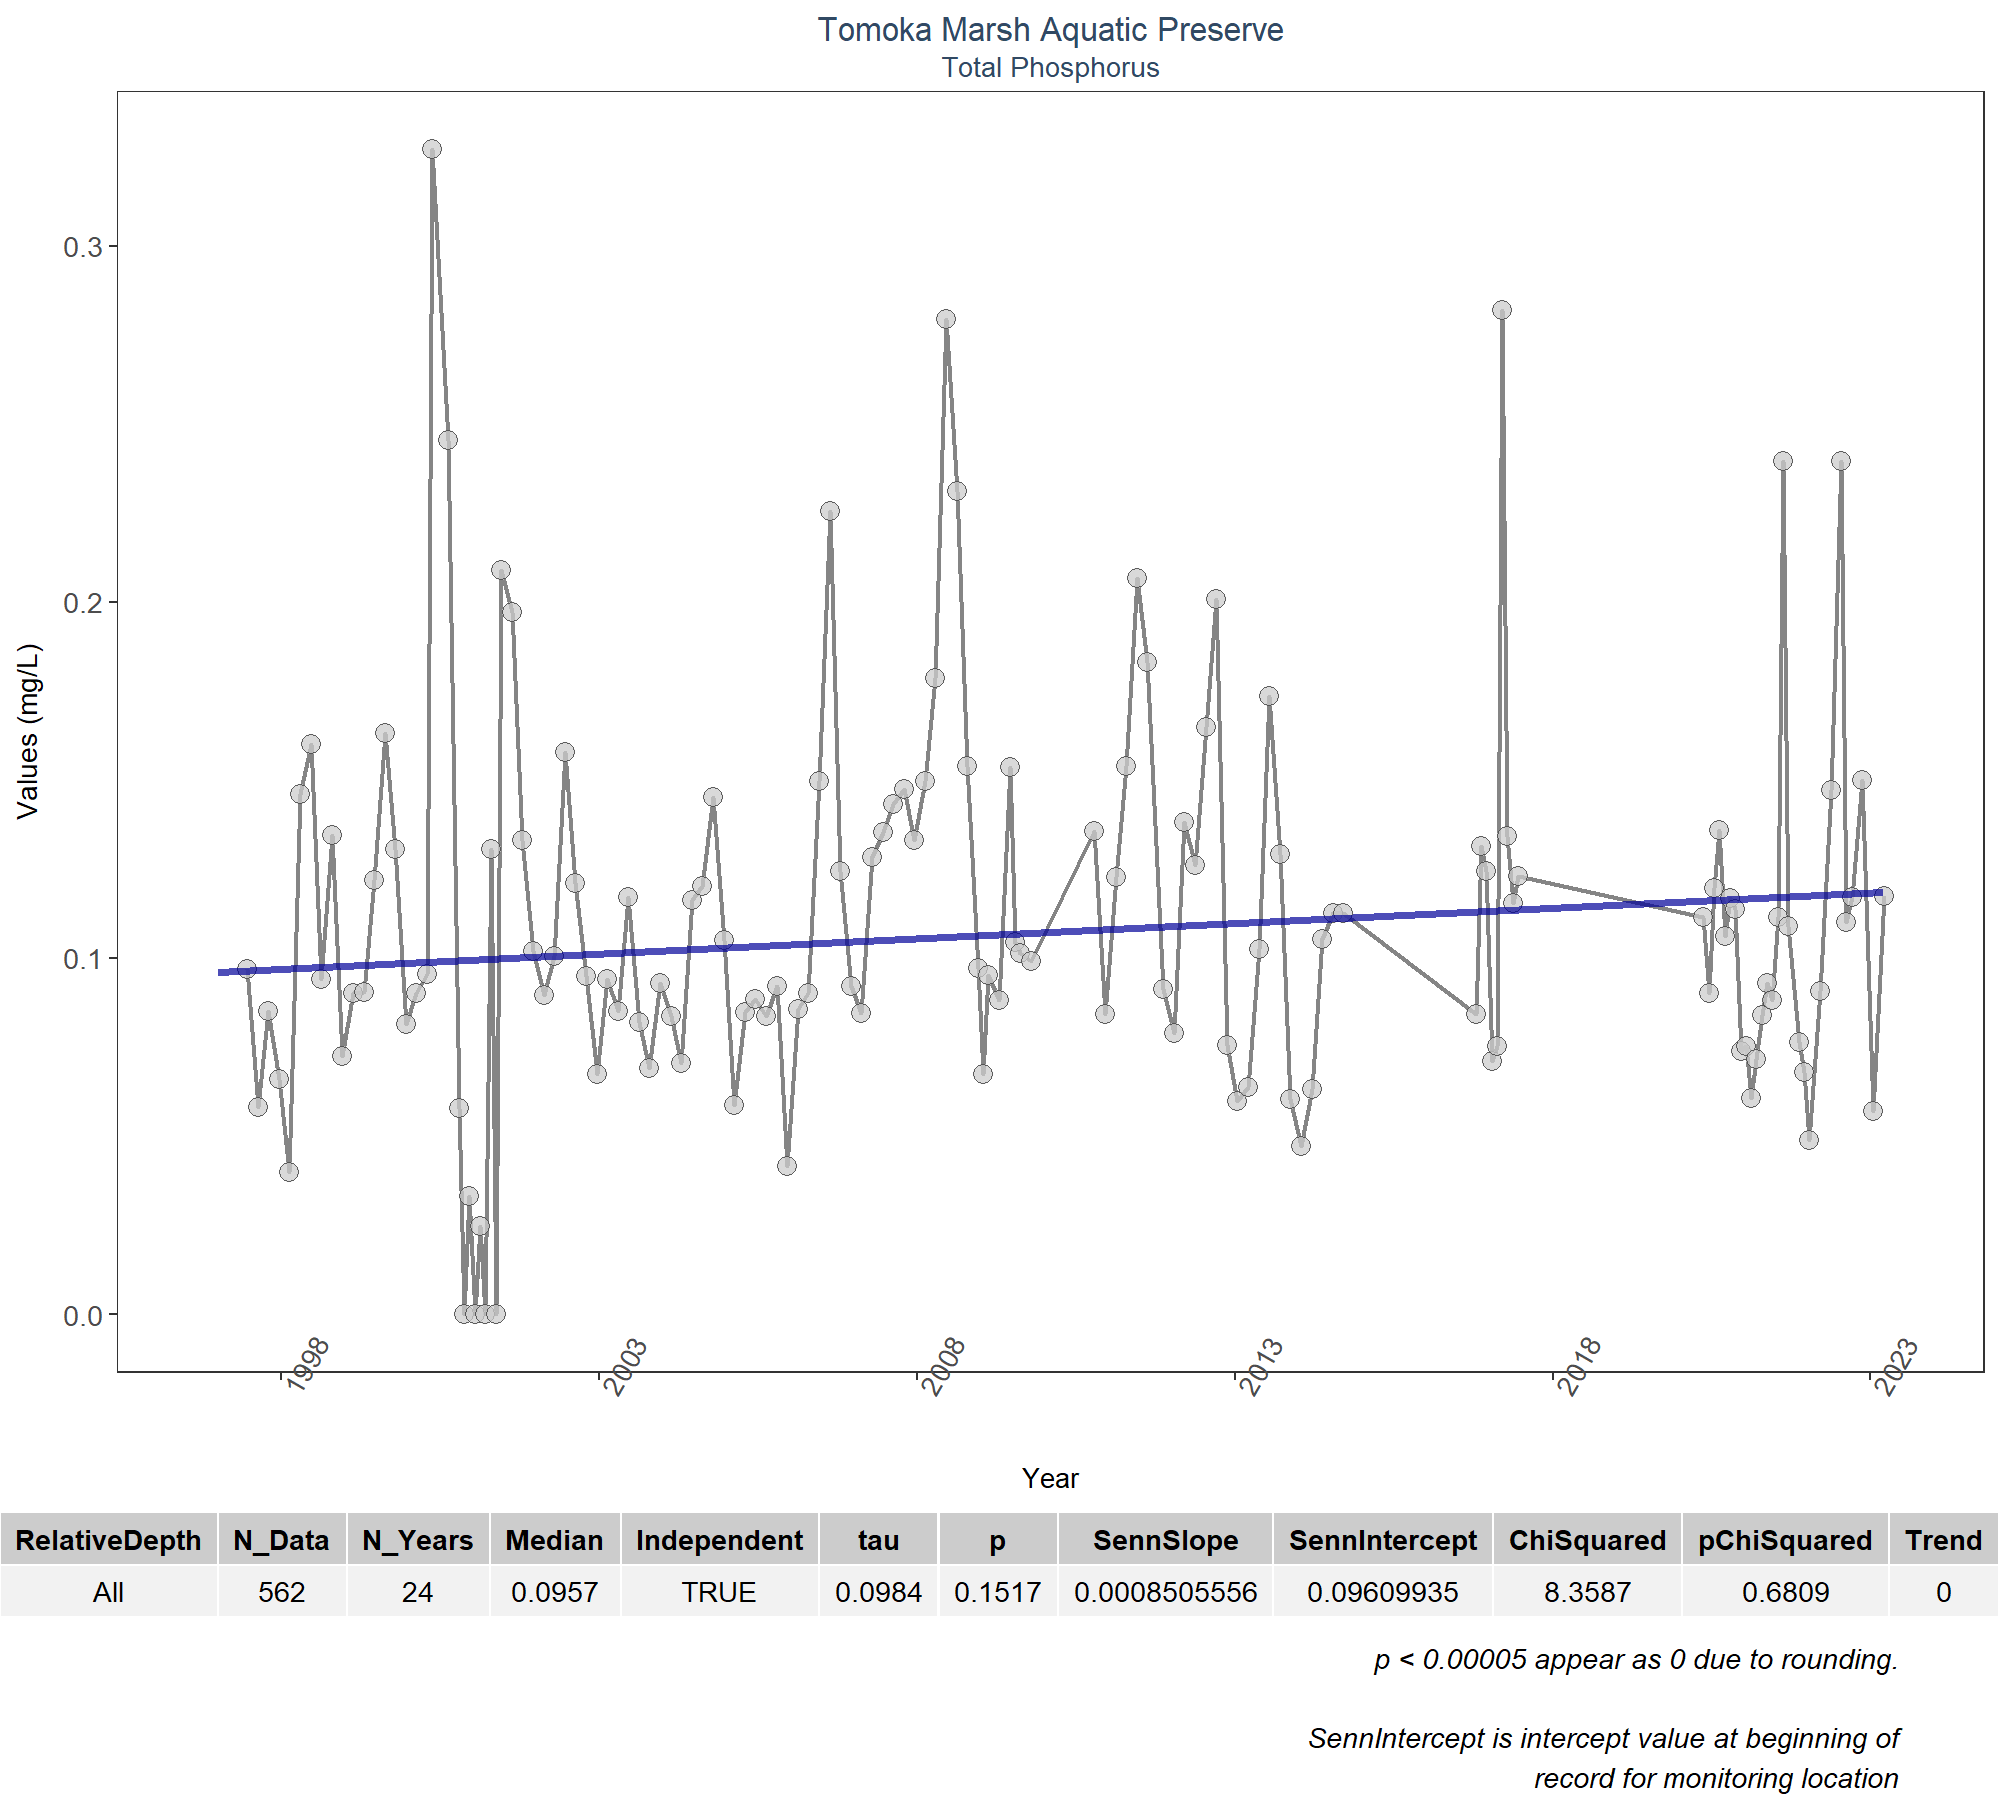 Tomoka Marsh Aquatic Preserve
Total Phosphorus
Values (mg/L)
0.3
0.2
0.1
0.0
1998 2003 2008 2013 2018 2023
Year
RelativeDepth N_Data N_Years Median Independent tau p SennSlope SennIntercept ChiSquared pChiSquared Trend
All 562 24 0.0957 TRUE 0.0984 0.1517 0.0008505556 0.09609935 8.3587 0.6809 0
p < 0.00005 appear as 0 due to rounding.
SennIntercept is intercept value at beginning of
record for monitoring location